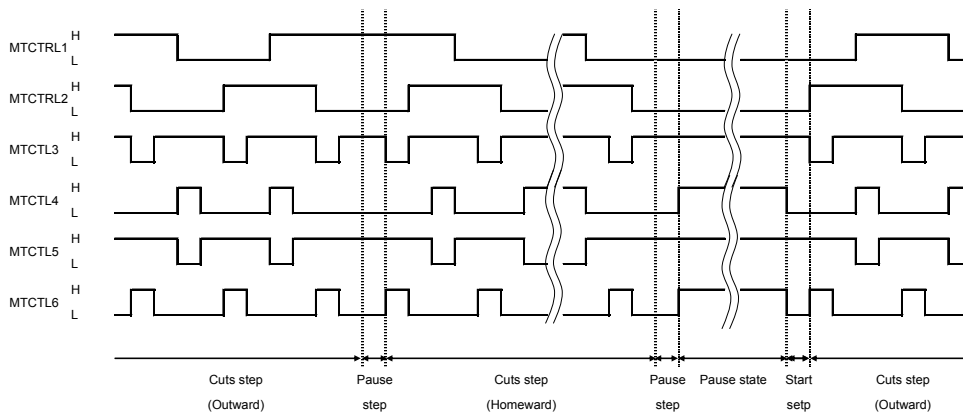 MTCTRL1 H
L
MTCTRL2 H
L
MTCTL3 H
L
MTCTL4 H
L
MTCTL5 H
L
MTCTL6 H
L
Cuts step Pause Cuts step Pause Pause state Start Cuts step
(Outward) step (Homeward) step setp (Outward)